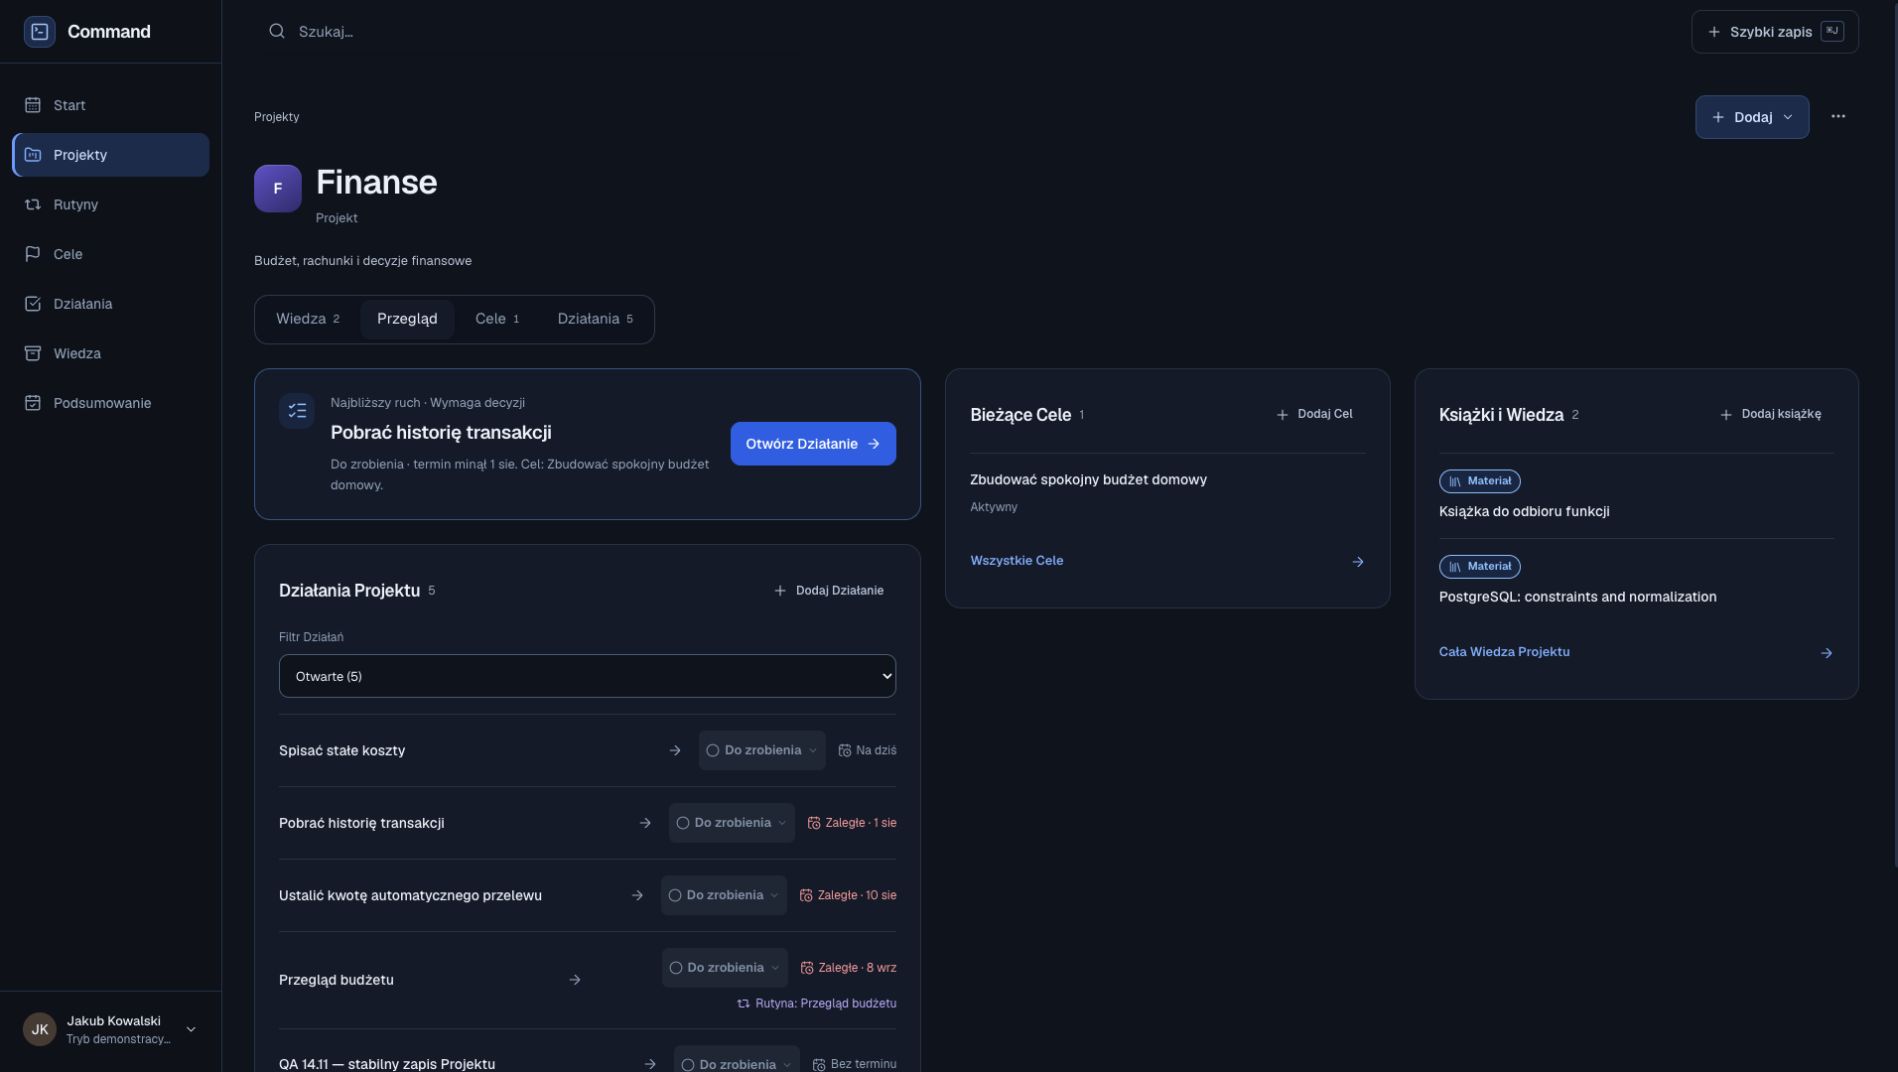 Command
Szukaj...
Szybki zapis ⌘J
Start
Projekty
Rutyny
Cele
Działania
Wiedza
Podsumowanie
JK
Jakub Kowalski
Tryb demonstracy...
Projekty
Dodaj
F
Finanse
Projekt
Budżet, rachunki i decyzje finansowe
Wiedza 2
Przegląd
Cele 1
Działania 5
Najbliższy ruch · Wymaga decyzji
Pobrać historię transakcji
Do zrobienia · termin minął 1 sie. Cel: Zbudować spokojny budżet
domowy.
Otwórz Działanie
Działania Projektu 5
Dodaj Działanie
Filtr Działań
Otwarte (5)
Spisać stałe koszty
Do zrobienia
Na dziś
Pobrać historię transakcji
Do zrobienia
Zaległe · 1 sie
Ustalić kwotę automatycznego przelewu
Do zrobienia
Zaległe · 10 sie
Przegląd budżetu
Do zrobienia
Zaległe · 8 wrz
Rutyna: Przegląd budżetu
QA 14.11 — stabilny zapis Projektu
Do zrobienia
Bez terminu
Bieżące Cele 1
Dodaj Cel
Zbudować spokojny budżet domowy
Aktywny
Wszystkie Cele
Książki i Wiedza 2
Dodaj książkę
Materiał
Książka do odbioru funkcji
Materiał
PostgreSQL: constraints and normalization
Cała Wiedza Projektu